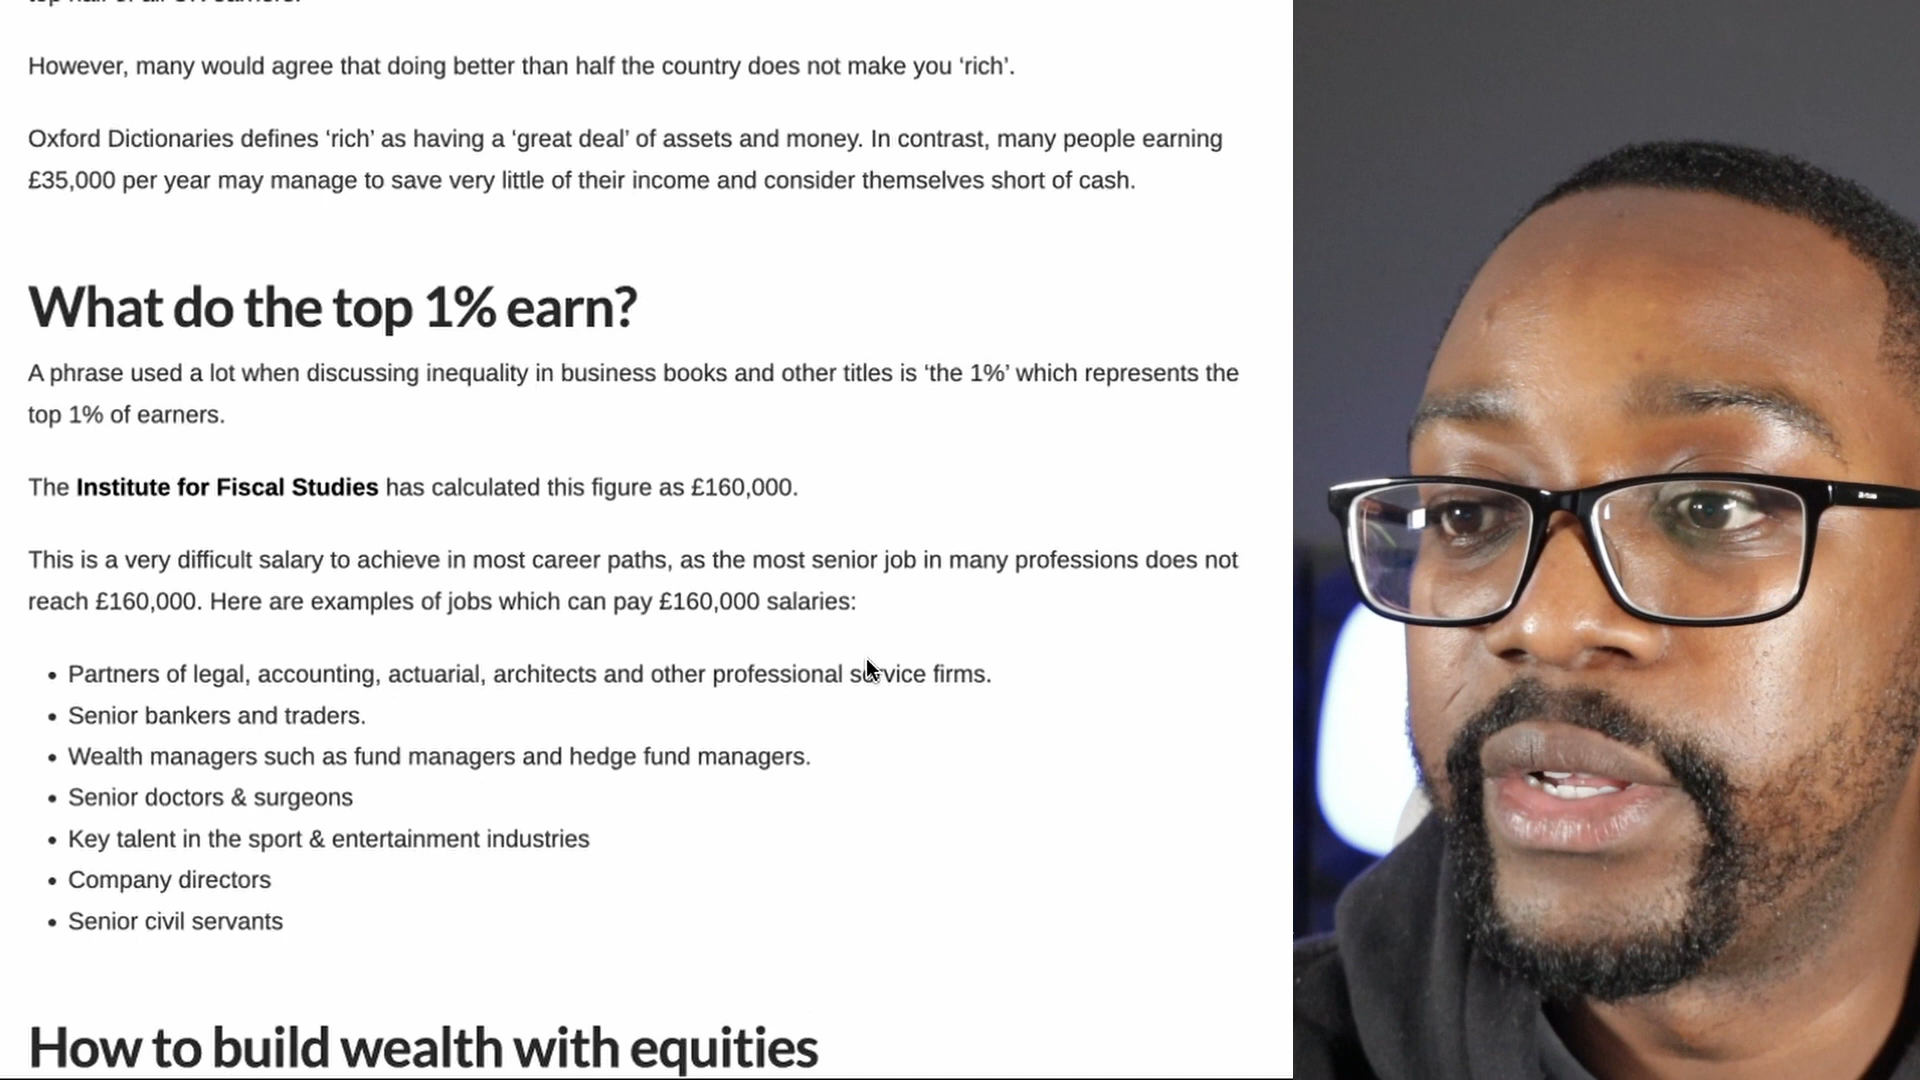 top half of all UK earners.
However, many would agree that doing better than half the country does not make you ‘rich’.
Oxford Dictionaries defines ‘rich’ as having a ‘great deal’ of assets and money. In contrast, many people earning
£35,000 per year may manage to save very little of their income and consider themselves short of cash.
What do the top 1% earn?
A phrase used a lot when discussing inequality in business books and other titles is ‘the 1%’ which represents the
top 1% of earners.
The Institute for Fiscal Studies has calculated this figure as £160,000.
This is a very difficult salary to achieve in most career paths, as the most senior job in many professions does not
reach £160,000. Here are examples of jobs which can pay £160,000 salaries:
• Partners of legal, accounting, actuarial, architects and other professional service firms.
• Senior bankers and traders.
• Wealth managers such as fund managers and hedge fund managers.
• Senior doctors & surgeons
• Key talent in the sport & entertainment industries
• Company directors
• Senior civil servants
How to build wealth with equities